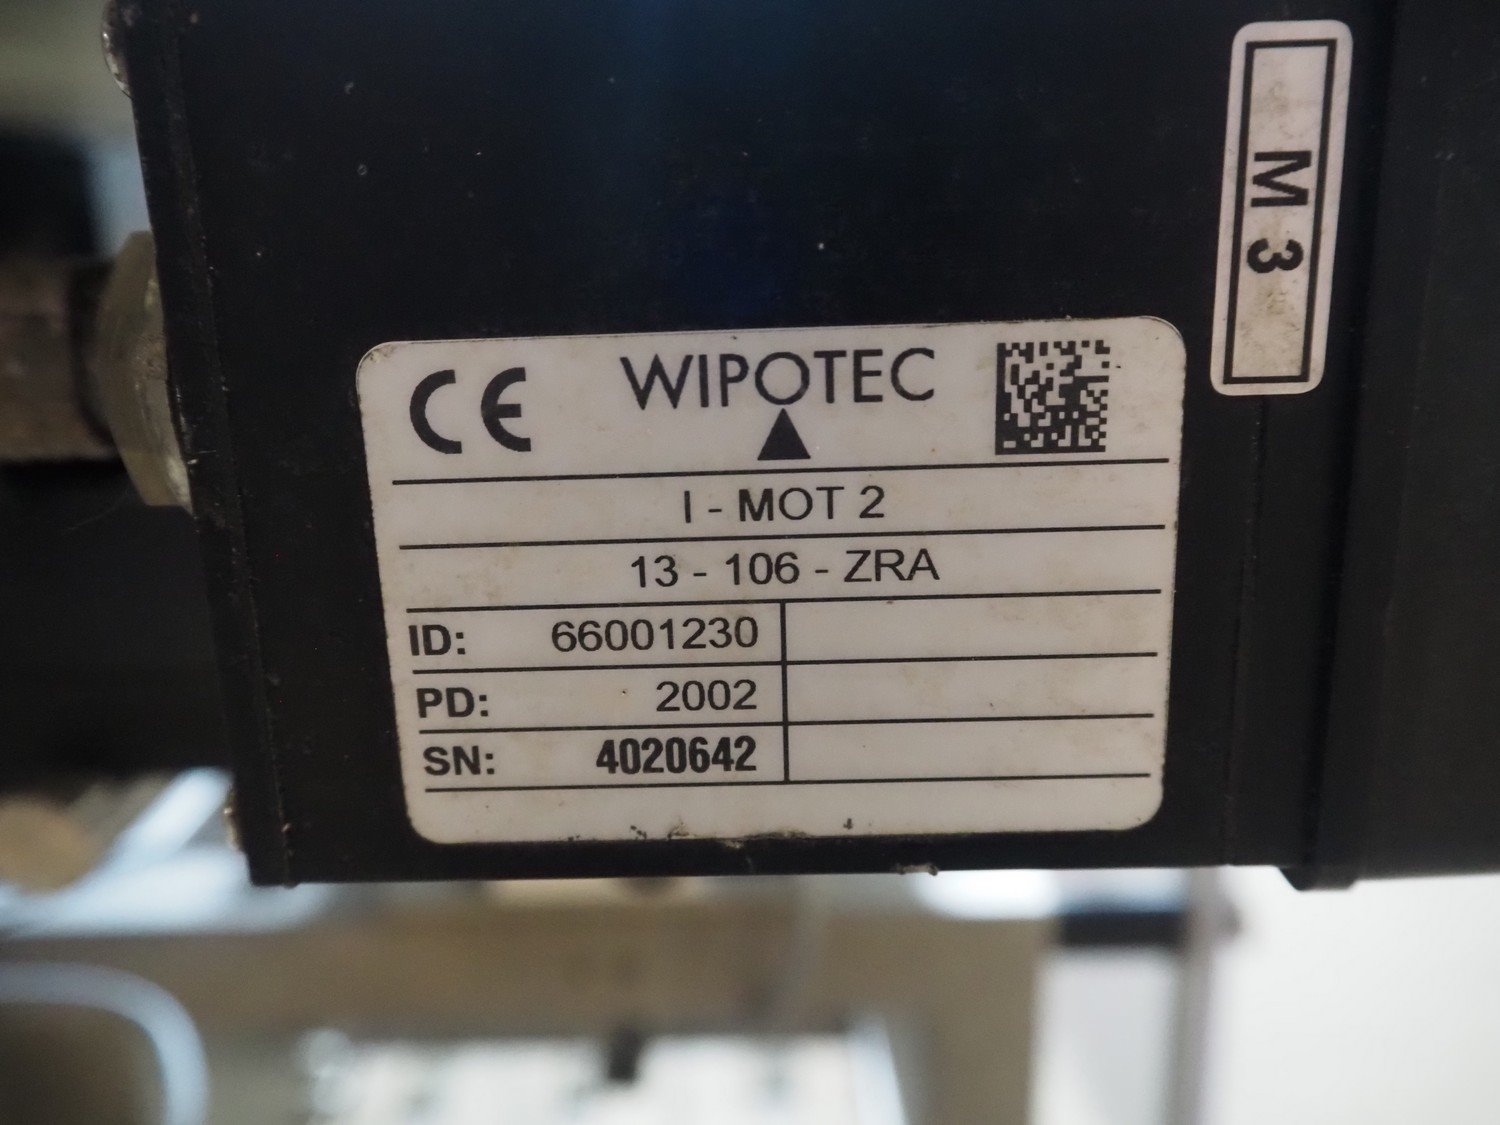 M 3
CE WIPOTEC
I - MOT 2
13 - 106 - ZRA
ID: 66001230
PD: 2002
SN: 4020642